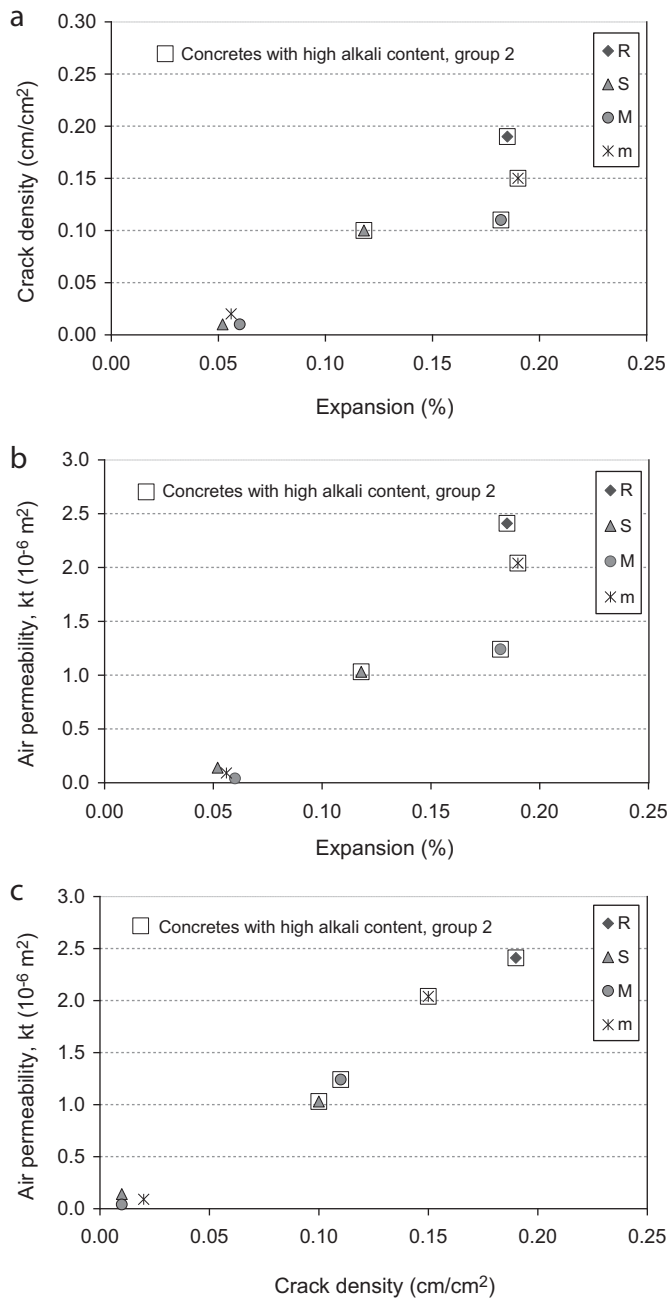 a
Crack density (cm/cm²)
0.30
0.25
0.20
0.15
0.10
0.05
0.00
Concretes with high alkali content, group 2
R
S
M
m
0.00 0.05 0.10 0.15 0.20 0.25
Expansion (%)
b
Air permeability, kt (10⁻⁶ m²)
3.0
2.5
2.0
1.5
1.0
0.5
0.0
Concretes with high alkali content, group 2
R
S
M
m
0.00 0.05 0.10 0.15 0.20 0.25
Expansion (%)
c
Air permeability, kt (10⁻⁶ m²)
3.0
2.5
2.0
1.5
1.0
0.5
0.0
Concretes with high alkali content, group 2
R
S
M
m
0.00 0.05 0.10 0.15 0.20 0.25
Crack density (cm/cm²)